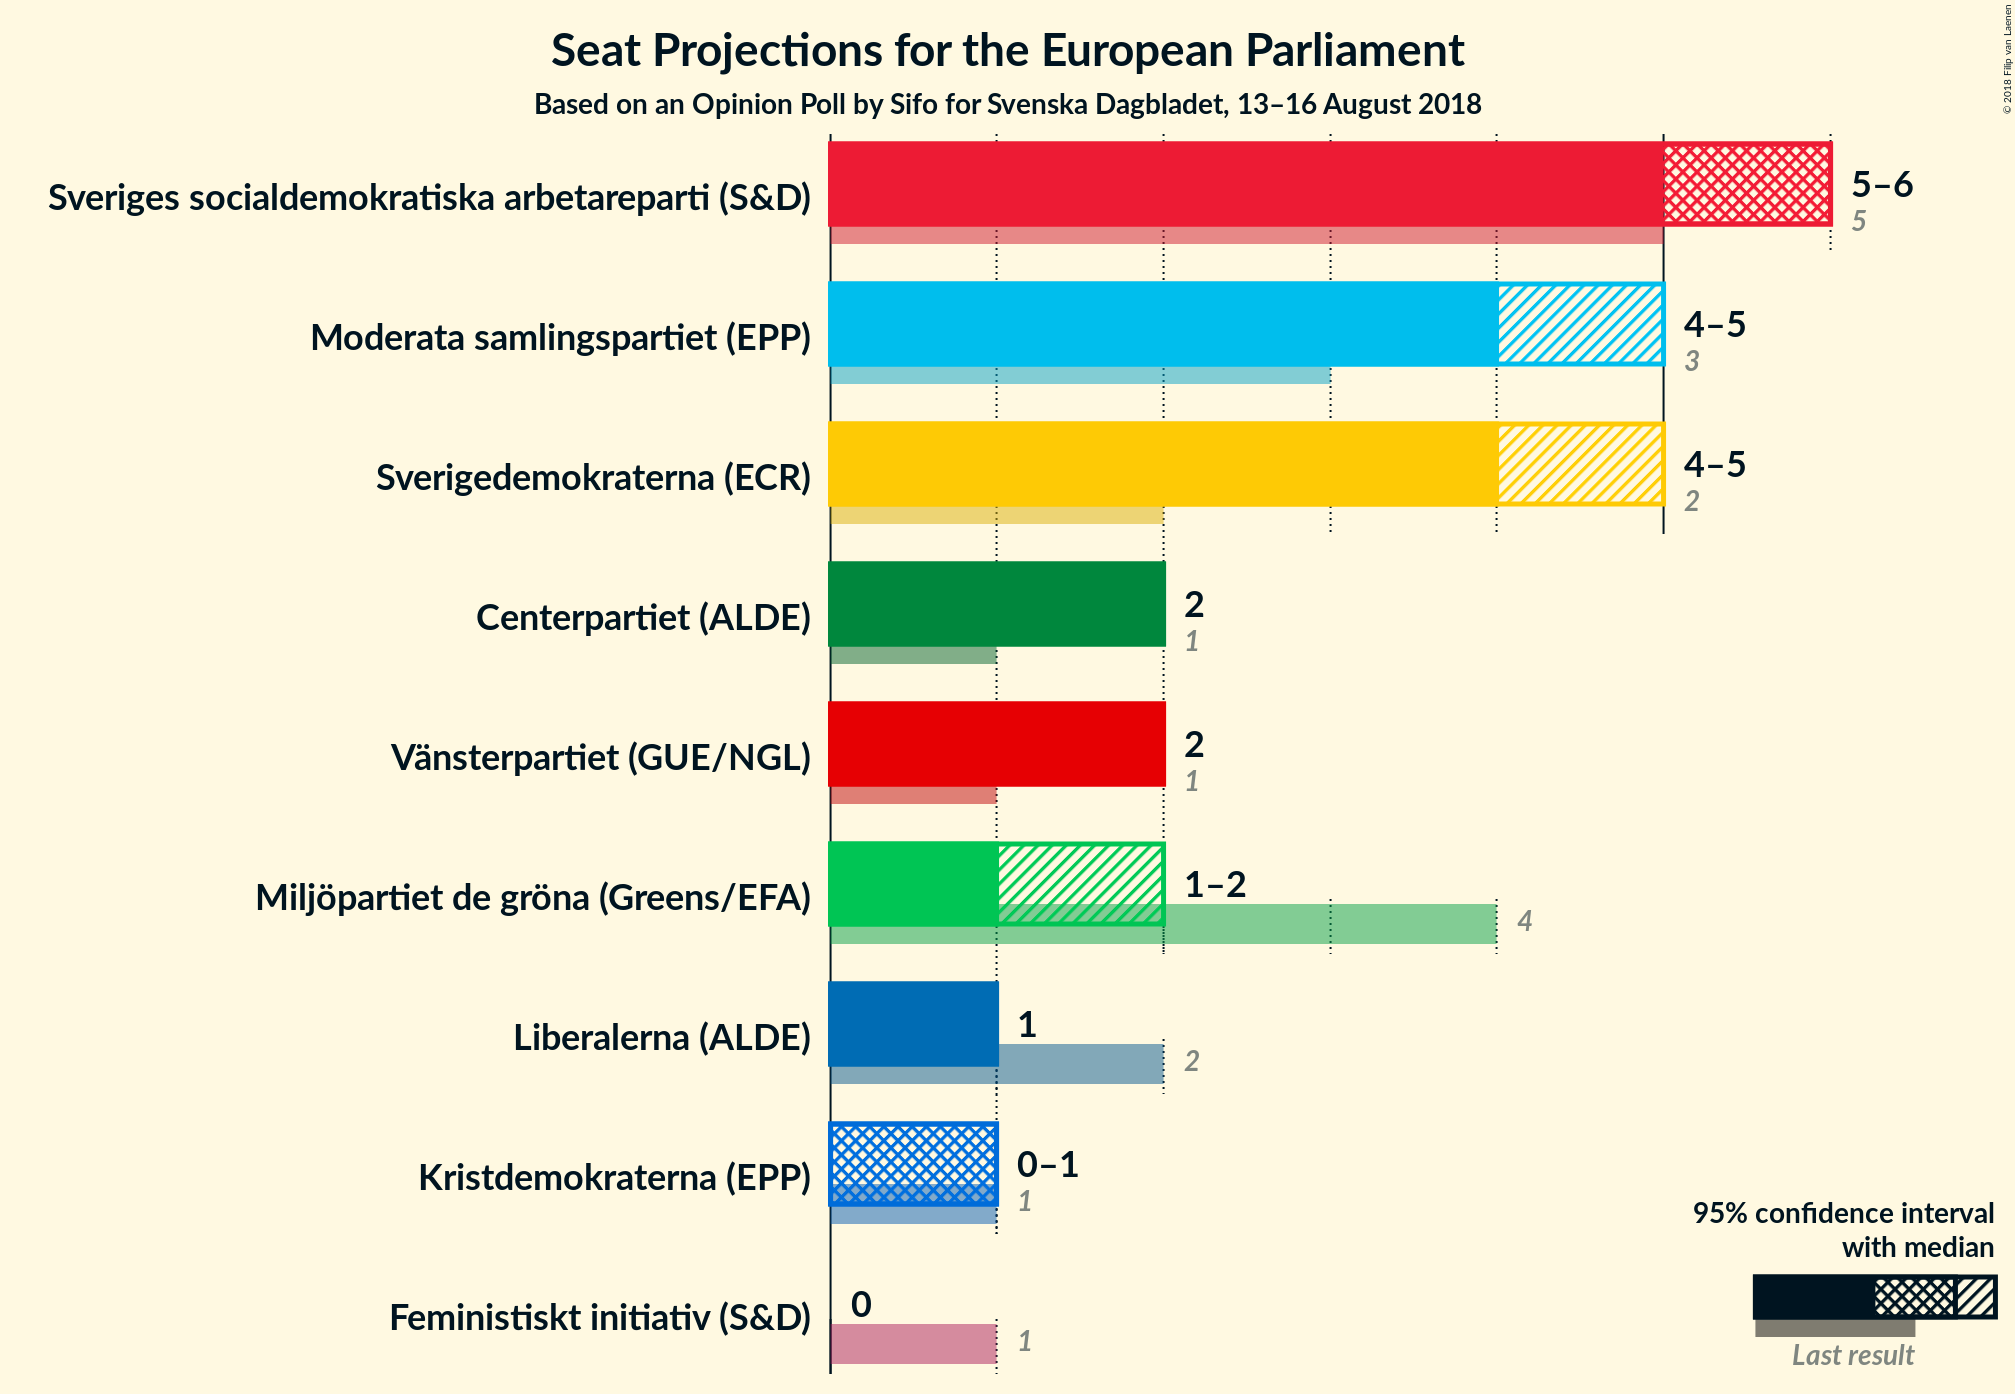 Seat Projections for the European Parliament
Based on an Opinion Poll by Sifo for Svenska Dagbladet, 13–16 August 2018
© 2018 Filip van Laenen
Sveriges socialdemokratiska arbetareparti (S&D)
5–6
5
Moderata samlingspartiet (EPP)
4–5
3
Sverigedemokraterna (ECR)
4–5
2
Centerpartiet (ALDE)
2
1
Vänsterpartiet (GUE/NGL)
2
1
Miljöpartiet de gröna (Greens/EFA)
1–2
4
Liberalerna (ALDE)
1
2
Kristdemokraterna (EPP)
0–1
1
Feministiskt initiativ (S&D)
0
1
95% confidence interval
with median
Last result